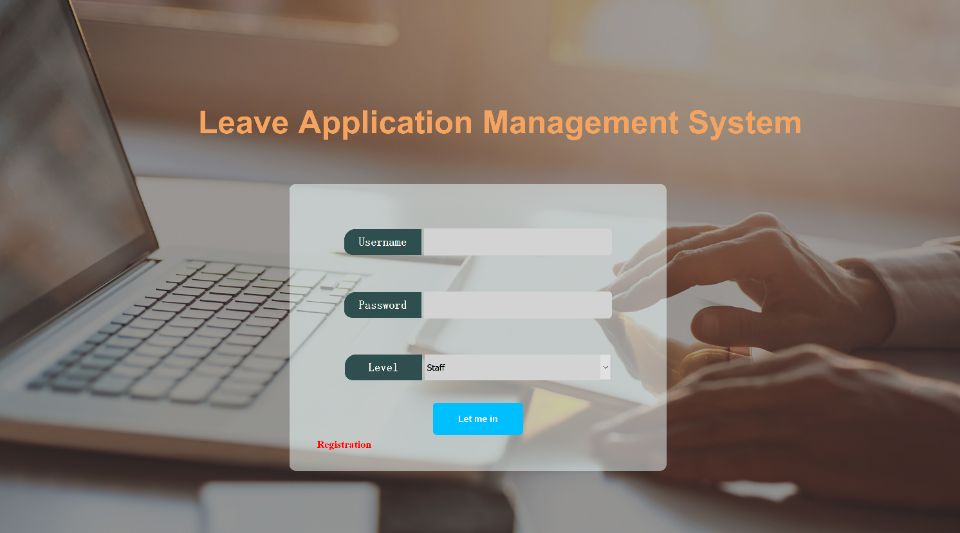 Leave Application Management System
Username
Password
Level
Staff
Let me in
Registration